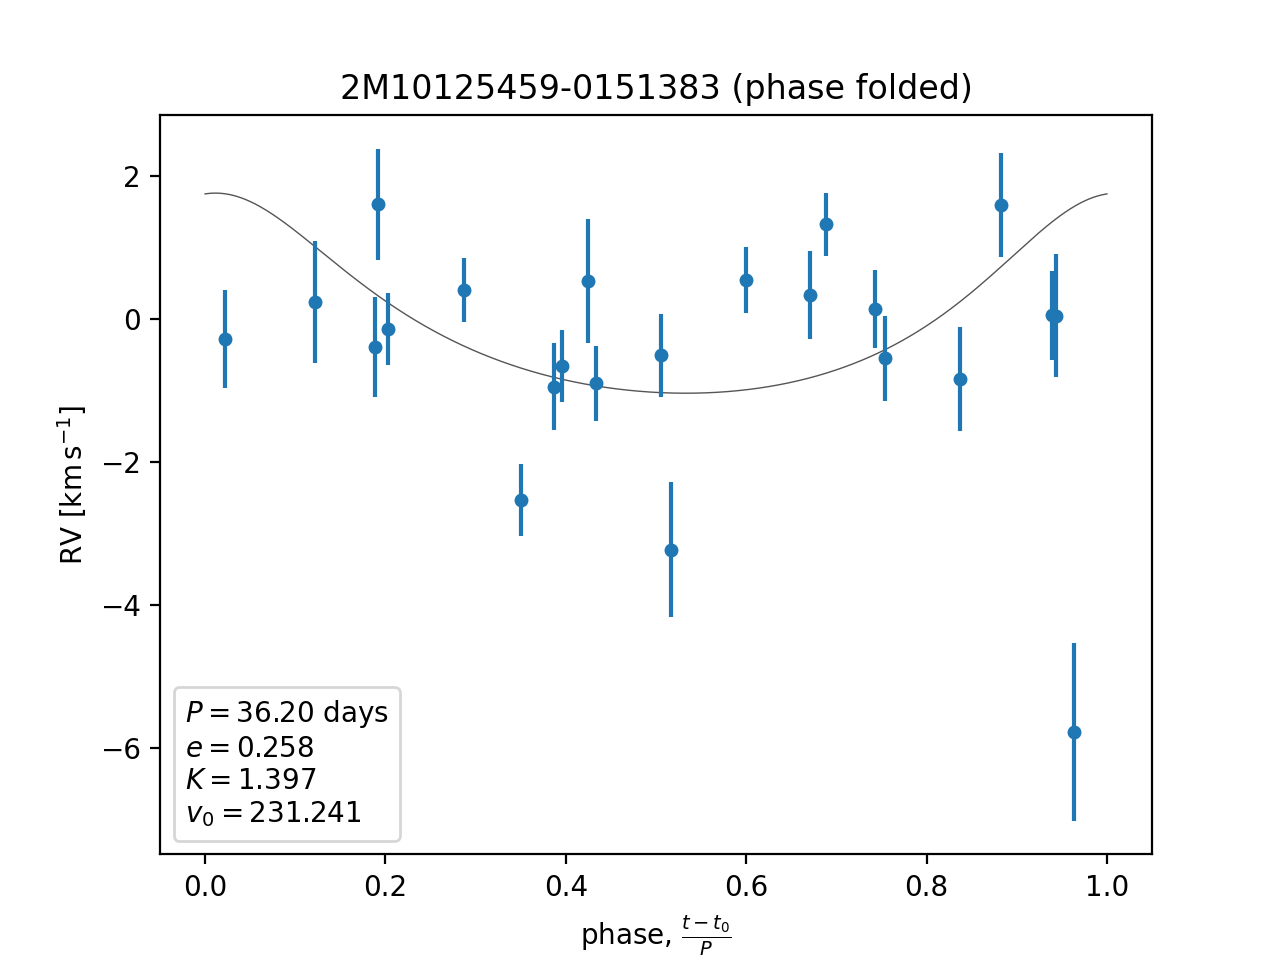 2M10125459-0151383 (phase folded)
2
0
−2
−4
−6
RV [km s⁻¹]
P = 36.20 days
e = 0.258
K = 1.397
v₀ = 231.241
0.0 0.2 0.4 0.6 0.8 1.0
phase, (t − t₀)/P